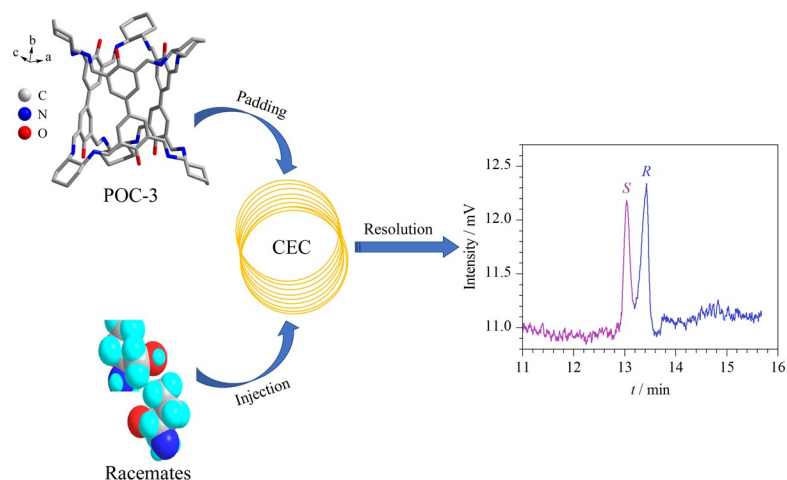 b
c
a
C
N
O
POC-3
Padding
CEC
Resolution
Injection
Racemates
Intensity / mV
12.5
12.0
11.5
11.0
S
R
11 12 13 14 15 16
t / min